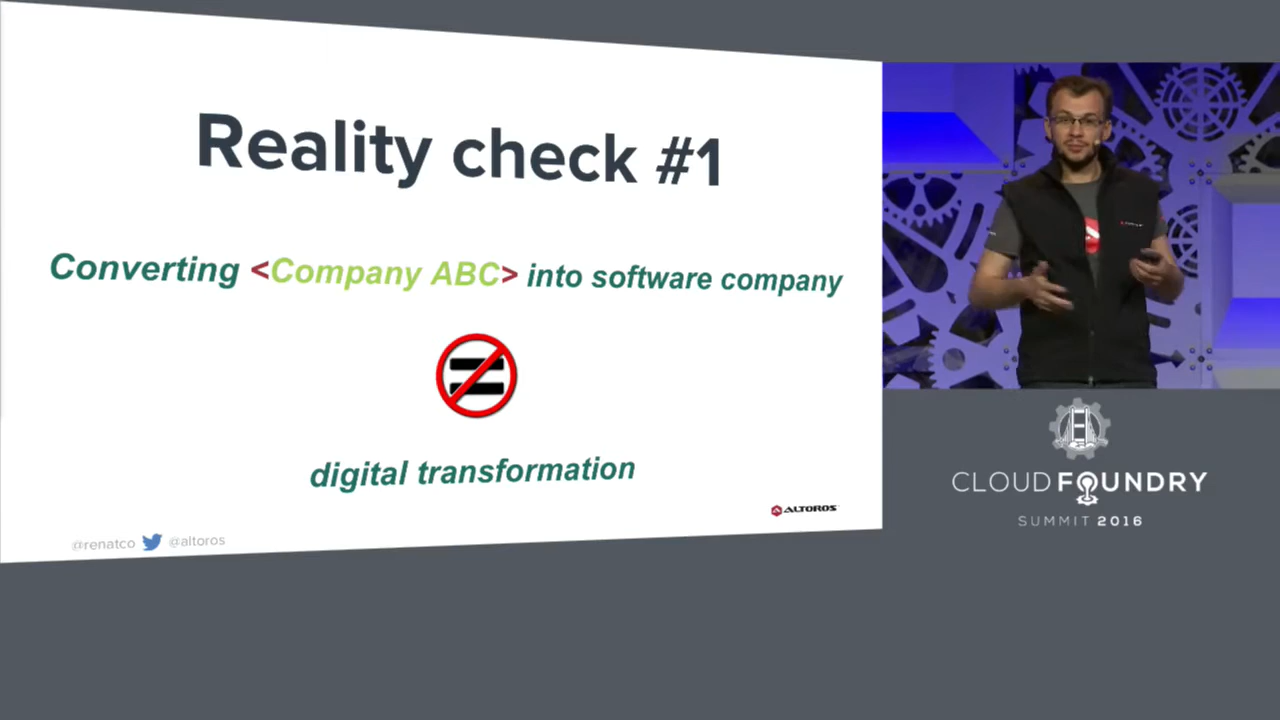 Reality check #1
Converting <Company ABC> into software company
digital transformation
ALTOROS
@renatco @altoros
CLOUD FOUNDRY
SUMMIT 2016